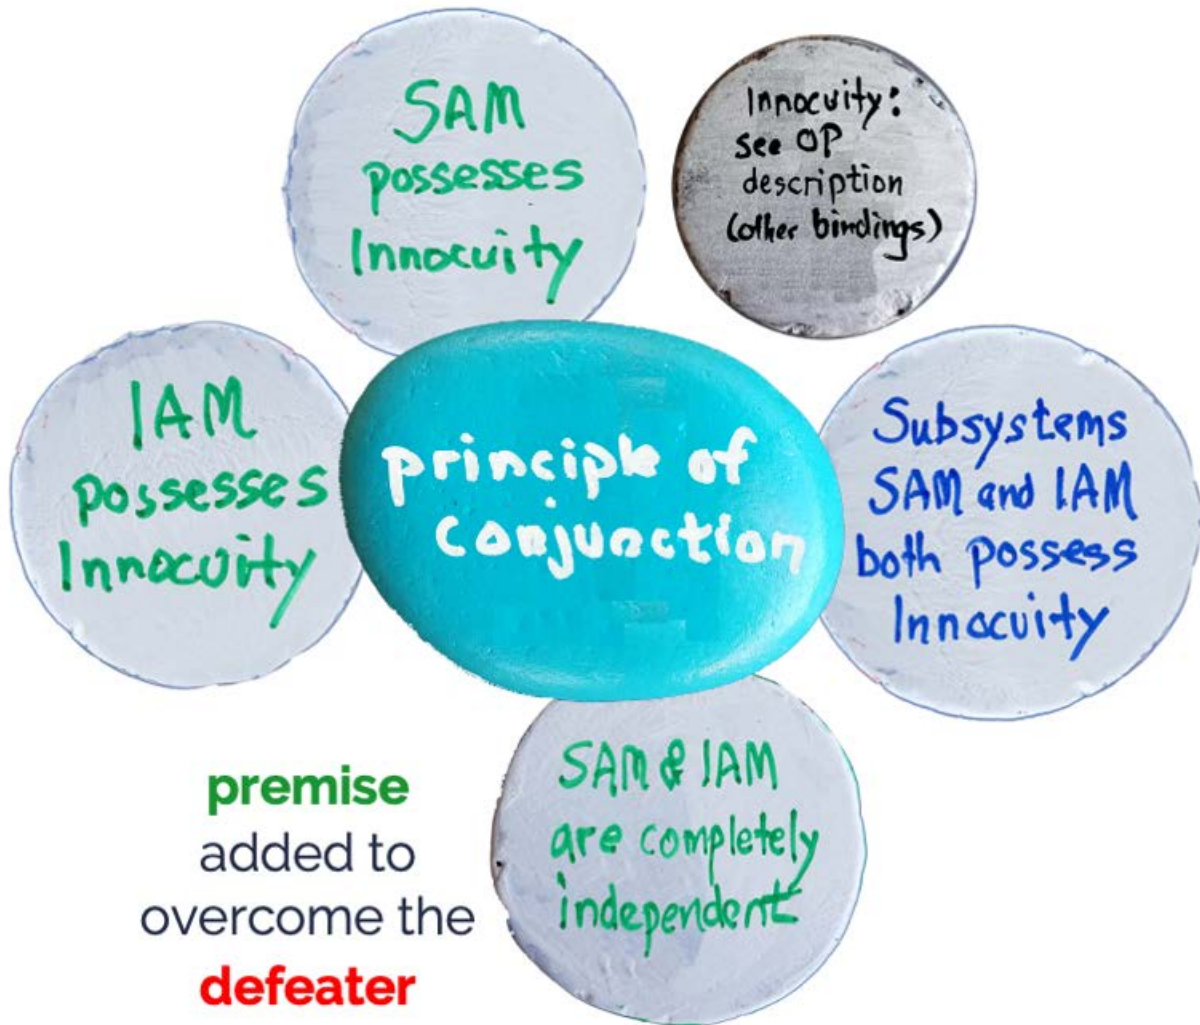 SAM
possesses
Innocuity
Innocuity:
see OP
description
(other bindings)
IAM
possesses
Innocuity
principle of
conjunction
Subsystems
SAM and IAM
both possess
Innocuity
SAM & IAM
are completely
independent
premise
added to
overcome the
defeater